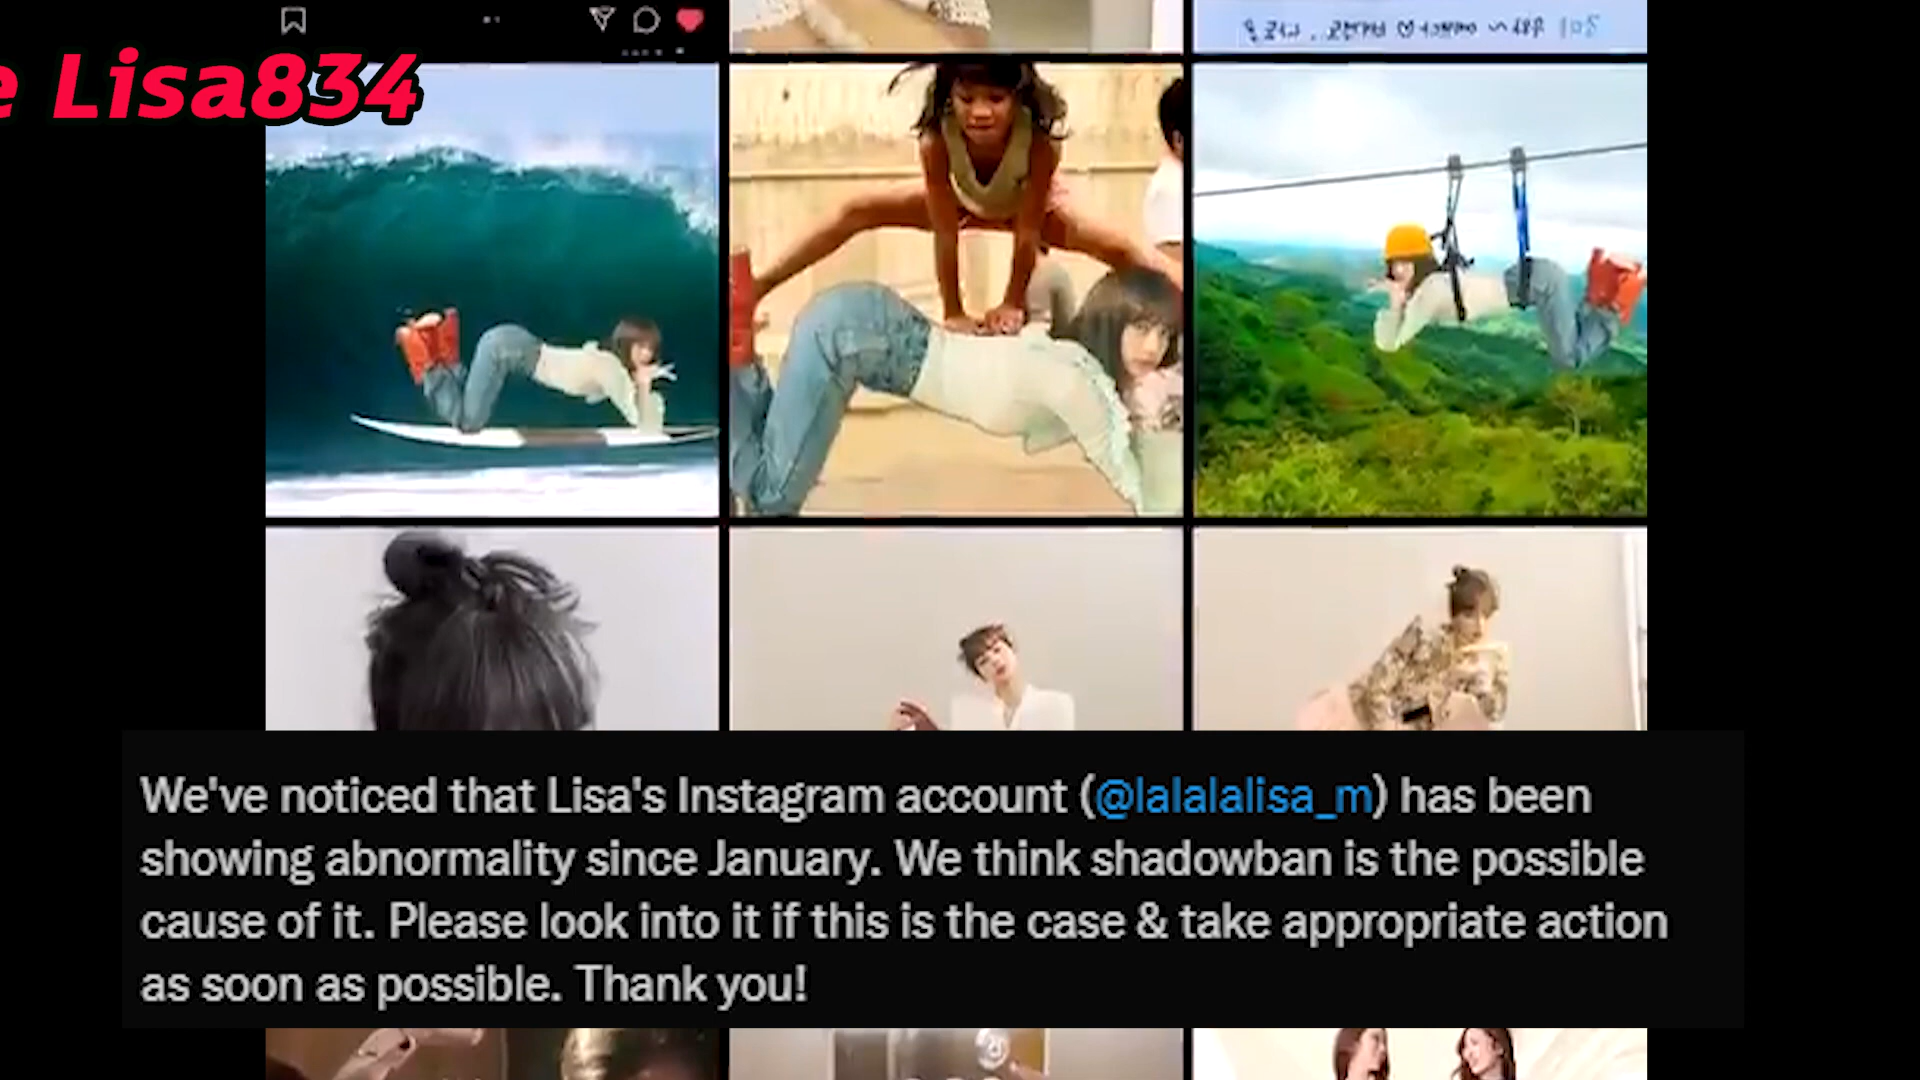 e Lisa834
We've noticed that Lisa's Instagram account (@lalalalisa_m) has been
showing abnormality since January. We think shadowban is the possible
cause of it. Please look into it if this is the case & take appropriate action
as soon as possible. Thank you!